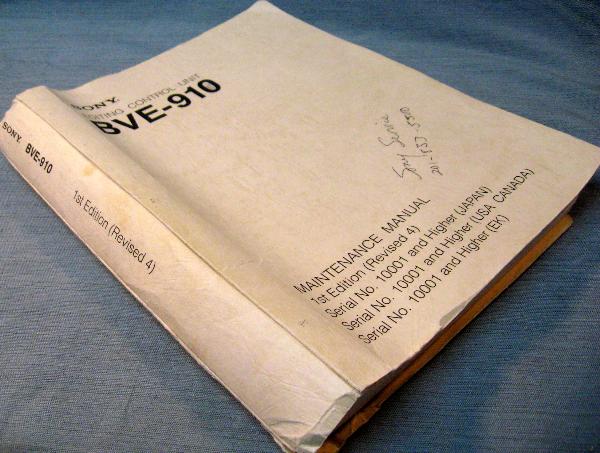 SONY
EDITING CONTROL UNIT
BVE-910
Sony Service
MAINTENANCE MANUAL
1st Edition (Revised 4)
Serial No. 10001 and Higher (JAPAN)
Serial No. 10001 and Higher (USA CANADA)
Serial No. 10001 and Higher (EK)
SONY BVE-910 1st Edition (Revised 4)